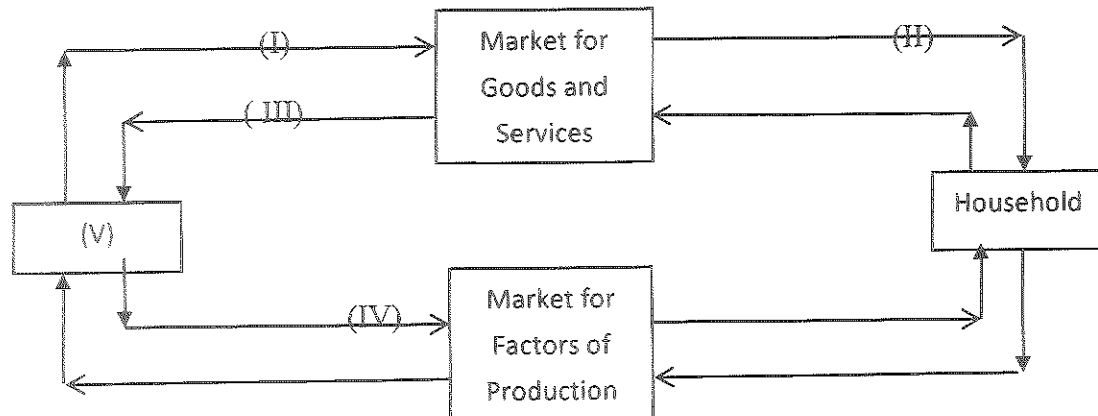 (I)
Market for
Goods and
Services
(II)
( III)
(V)
Household
(IV)
Market for
Factors of
Production